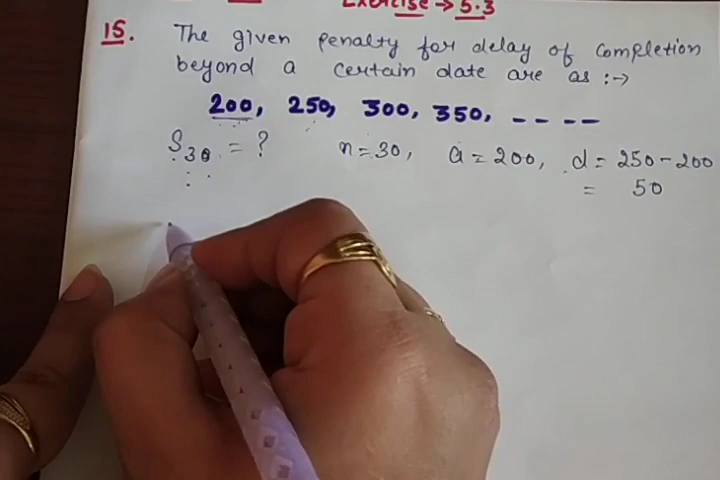 Exercise → 5.3
15. The given penalty for delay of completion
beyond a certain date are as :→
200, 250, 300, 350, ----
S30 = ? n=30, a = 200, d = 250-200
= 50